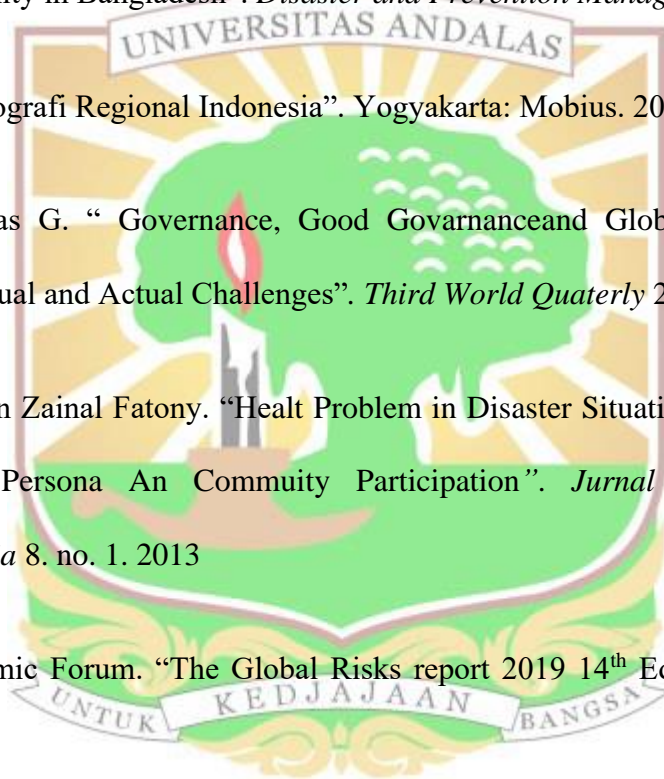 ity in Bangladesh”. Disaster and Prevention Manag
UNIVERSITAS ANDALAS
ografi Regional Indonesia”. Yogyakarta: Mobius. 20
as G. “ Governance, Good Govarnanceand Glob
ual and Actual Challenges”. Third World Quaterly 2
n Zainal Fatony. “Healt Problem in Disaster Situati
Persona An Commuity Participation”. Jurnal
a 8. no. 1. 2013
mic Forum. “The Global Risks report 2019 14th Ed
UNTUK KEDJAJAAN BANGSA